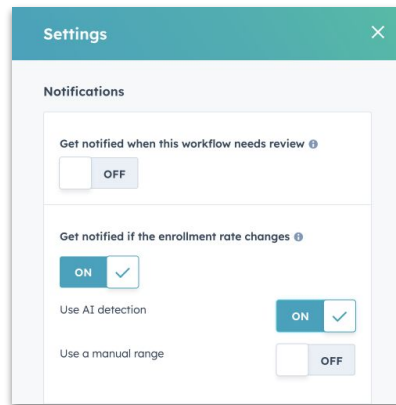 Settings
Notifications
Get notified when this workflow needs review
OFF
Get notified if the enrollment rate changes
ON
Use AI detection
ON
Use a manual range
OFF